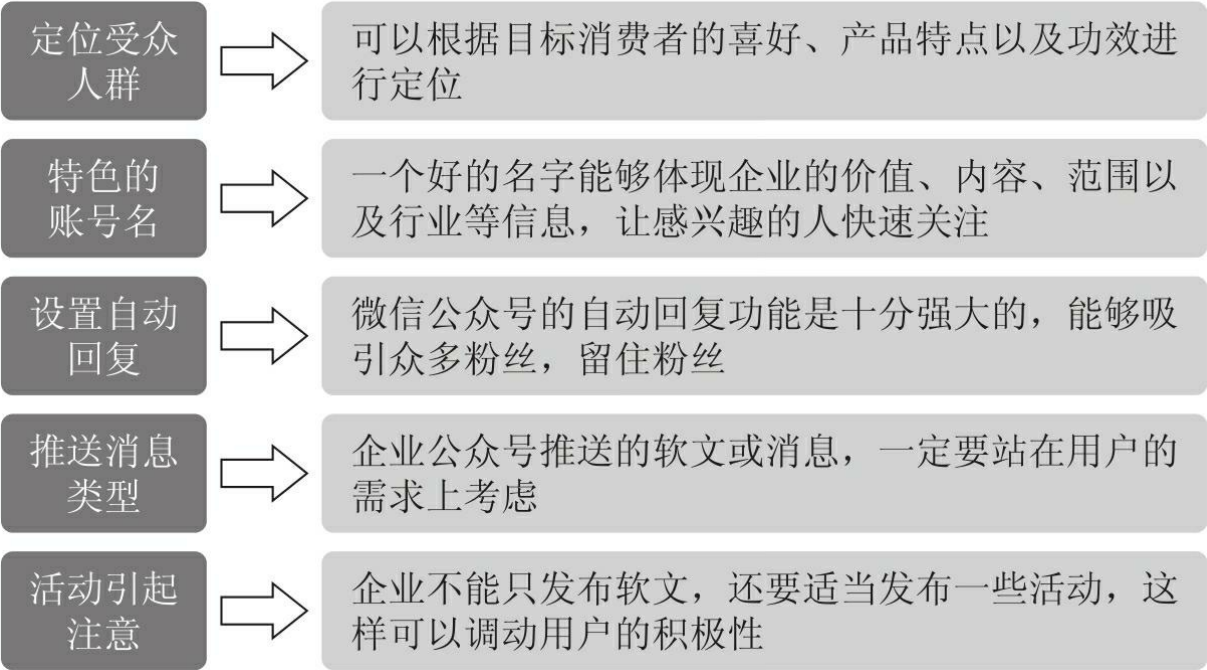 定位受众
人群
可以根据目标消费者的喜好、产品特点以及功效进
行定位
特色的
账号名
一个好的名字能够体现企业的价值、内容、范围以
及行业等信息，让感兴趣的人快速关注
设置自动
回复
微信公众号的自动回复功能是十分强大的，能够吸
引众多粉丝，留住粉丝
推送消息
类型
企业公众号推送的软文或消息，一定要站在用户的
需求上考虑
活动引起
注意
企业不能只发布软文，还要适当发布一些活动，这
样可以调动用户的积极性